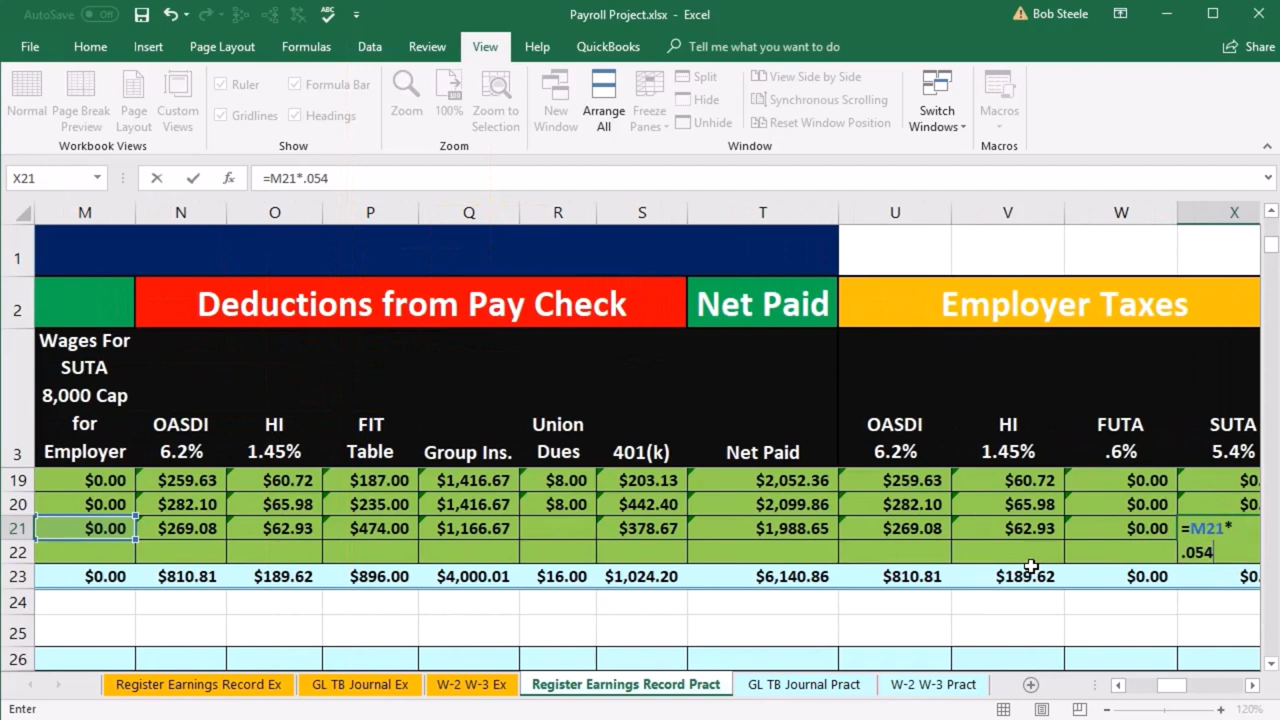 AutoSave Off
Payroll Project.xlsx - Excel
Bob Steele
File Home Insert Page Layout Formulas Data Review View Help QuickBooks Tell me what you want to do Share
Normal
Page Break
Preview
Page
Layout
Custom
Views
Workbook Views
Ruler
Formula Bar
Gridlines
Headings
Show
Zoom
100%
Zoom to
Selection
Zoom
New
Window
Arrange
All
Freeze
Panes
Split
Hide
Unhide
View Side by Side
Synchronous Scrolling
Reset Window Position
Switch
Windows
Window
Macros
Macros
X21 fx =M21*.054
M N O P Q R S T U V W X
1
2 Deductions from Pay Check Net Paid Employer Taxes
Wages For
SUTA
8,000 Cap
for
Employer
OASDI
6.2%
HI
1.45%
FIT
Table
Group Ins.
Union
Dues
401(k)
Net Paid
OASDI
6.2%
HI
1.45%
FUTA
.6%
SUTA
5.4%
3
19 $0.00 $259.63 $60.72 $187.00 $1,416.67 $8.00 $203.13 $2,052.36 $259.63 $60.72 $0.00 $0.
20 $0.00 $282.10 $65.98 $235.00 $1,416.67 $8.00 $442.40 $2,099.86 $282.10 $65.98 $0.00 $0.
21 $0.00 $269.08 $62.93 $474.00 $1,166.67 $378.67 $1,988.65 $269.08 $62.93 $0.00 =M21*
22 .054
23 $0.00 $810.81 $189.62 $896.00 $4,000.01 $16.00 $1,024.20 $6,140.86 $810.81 $189.62 $0.00 $0.
24
25
26
Register Earnings Record Ex GL TB Journal Ex W-2 W-3 Ex Register Earnings Record Pract GL TB Journal Pract W-2 W-3 Pract
Enter 120%